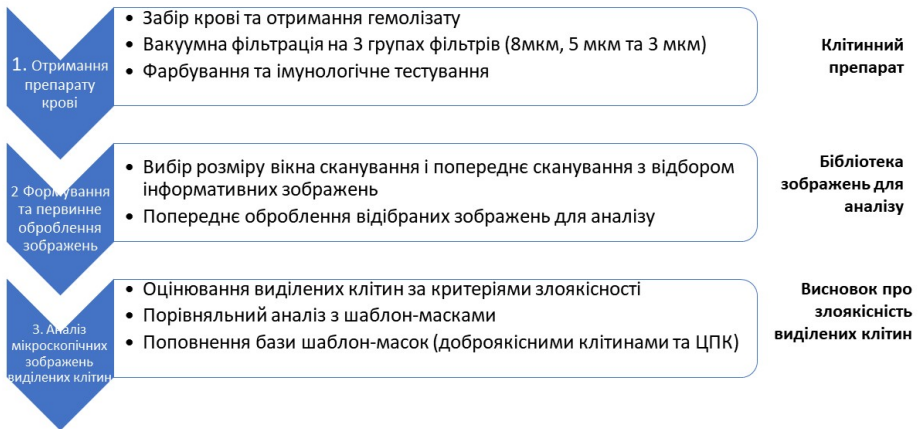 1. Отримання
препарату
крові
• Забір крові та отримання гемолізату
• Вакуумна фільтрація на 3 групах фільтрів (8мкм, 5 мкм та 3 мкм)
• Фарбування та імунологічне тестування
Клітинний
препарат
2 Формування
та первинне
оброблення
зображень
• Вибір розміру вікна сканування і попереднє сканування з відбором
інформативних зображень
• Попереднє оброблення відібраних зображень для аналізу
Бібліотека
зображень для
аналізу
3. Аналіз
мікроскопічних
зображень
виділених клітин
• Оцінювання виділених клітин за критеріями злоякісності
• Порівняльний аналіз з шаблон-масками
• Поповнення бази шаблон-масок (доброякісними клітинами та ЦПК)
Висновок про
злоякісність
виділених клітин